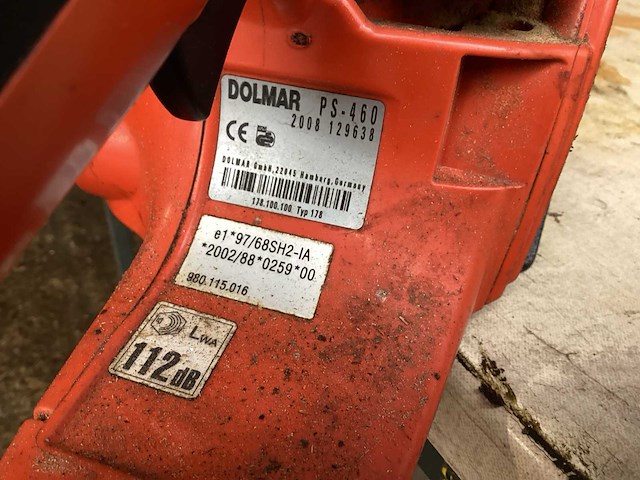 DOLMAR PS-460
2008 129638
CE
DOLMAR GmbH, 22045 Hamburg, Germany
178.100.100 Typ 178
e1*97/68SH2-IA
*2002/88*0259*00
980.115.016
LWA
112dB